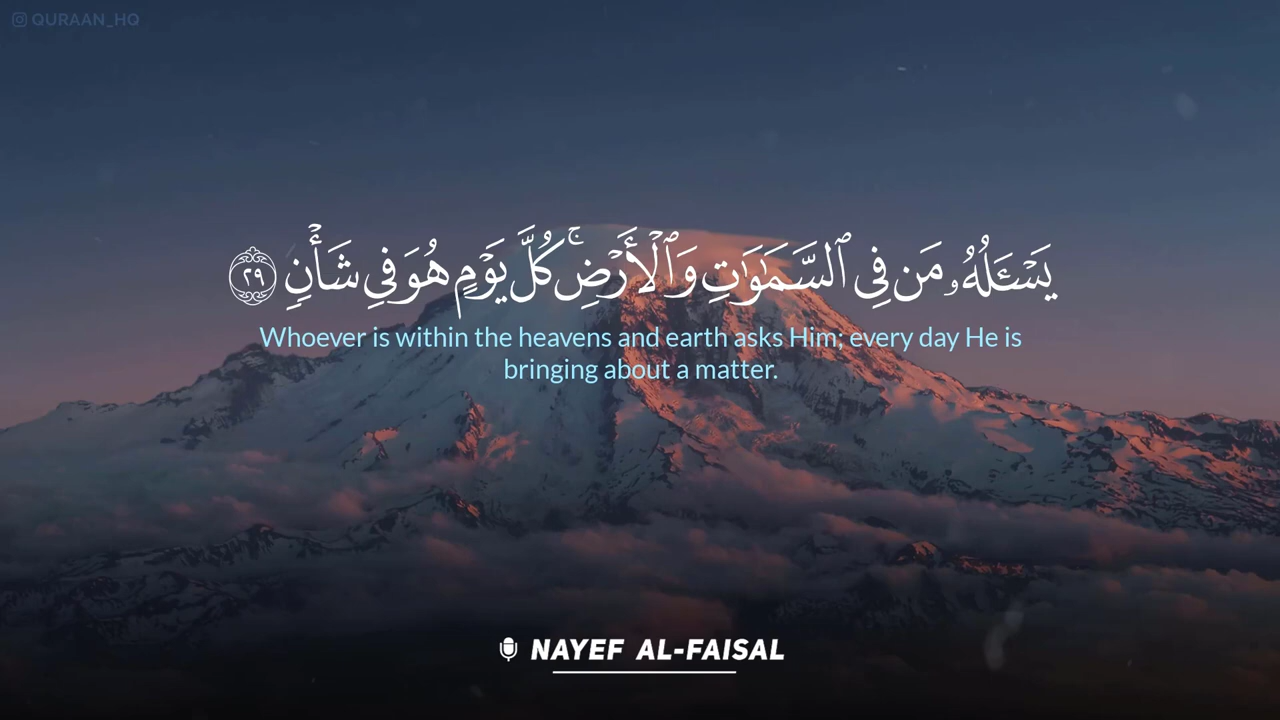 QURAAN_HQ
يَسْـَٔلُهُۥ مَن فِى ٱلسَّمَـٰوَٰتِ وَٱلْأَرْضِ ۚ كُلَّ يَوْمٍ هُوَ فِى شَأْنٍ ٢٩
Whoever is within the heavens and earth asks Him; every day He is
bringing about a matter.
NAYEF AL-FAISAL